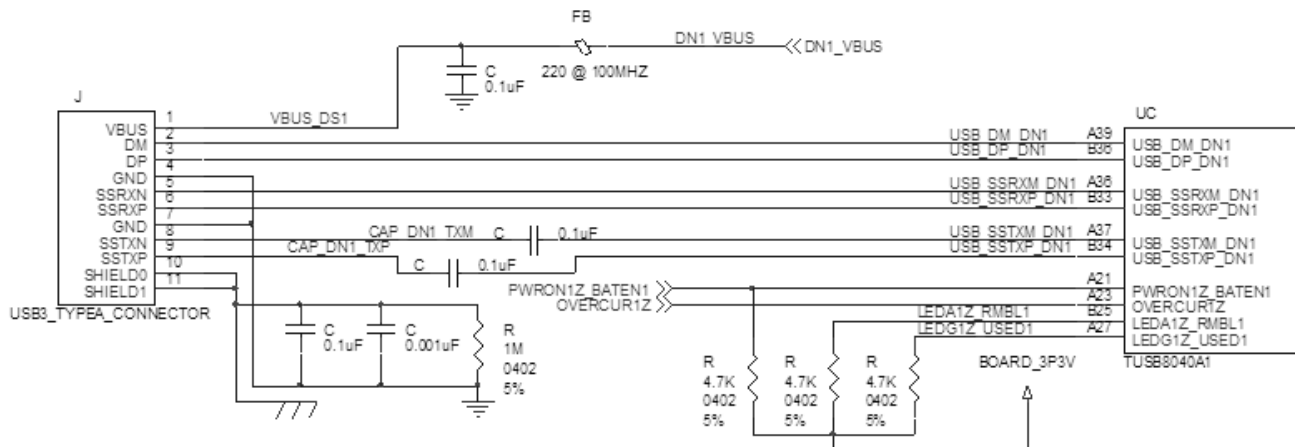 FB
DN1_VBUS
DN1_VBUS
C
0.1uF
220 @ 100MHZ
J
VBUS_DS1
UC
1
VBUS
2
DM
3
DP
4
GND
5
SSRXN
6
SSRXP
7
GND
8
SSTXN
9
SSTXP
10
SHIELD0
11
SHIELD1
USB3_TYPEA_CONNECTOR
USB_DM_DN1
A39
USB_DM_DN1
USB_DP_DN1
B36
USB_DP_DN1
USB_SSRXM_DN1
A36
USB_SSRXM_DN1
USB_SSRXP_DN1
B33
USB_SSRXP_DN1
CAP_DN1_TXM
C
0.1uF
USB_SSTXM_DN1
A37
USB_SSTXM_DN1
CAP_DN1_TXP
C
0.1uF
USB_SSTXP_DN1
B34
USB_SSTXP_DN1
PWRON1Z_BATEN1
A21
PWRON1Z_BATEN1
OVERCUR1Z
A23
OVERCUR1Z
LEDA1Z_RMBL1
B25
LEDA1Z_RMBL1
LEDG1Z_USED1
A27
LEDG1Z_USED1
TUSB8040A1
C
0.1uF
C
0.001uF
R
1M
0402
5%
R
4.7K
0402
5%
R
4.7K
0402
5%
R
4.7K
0402
5%
BOARD_3P3V